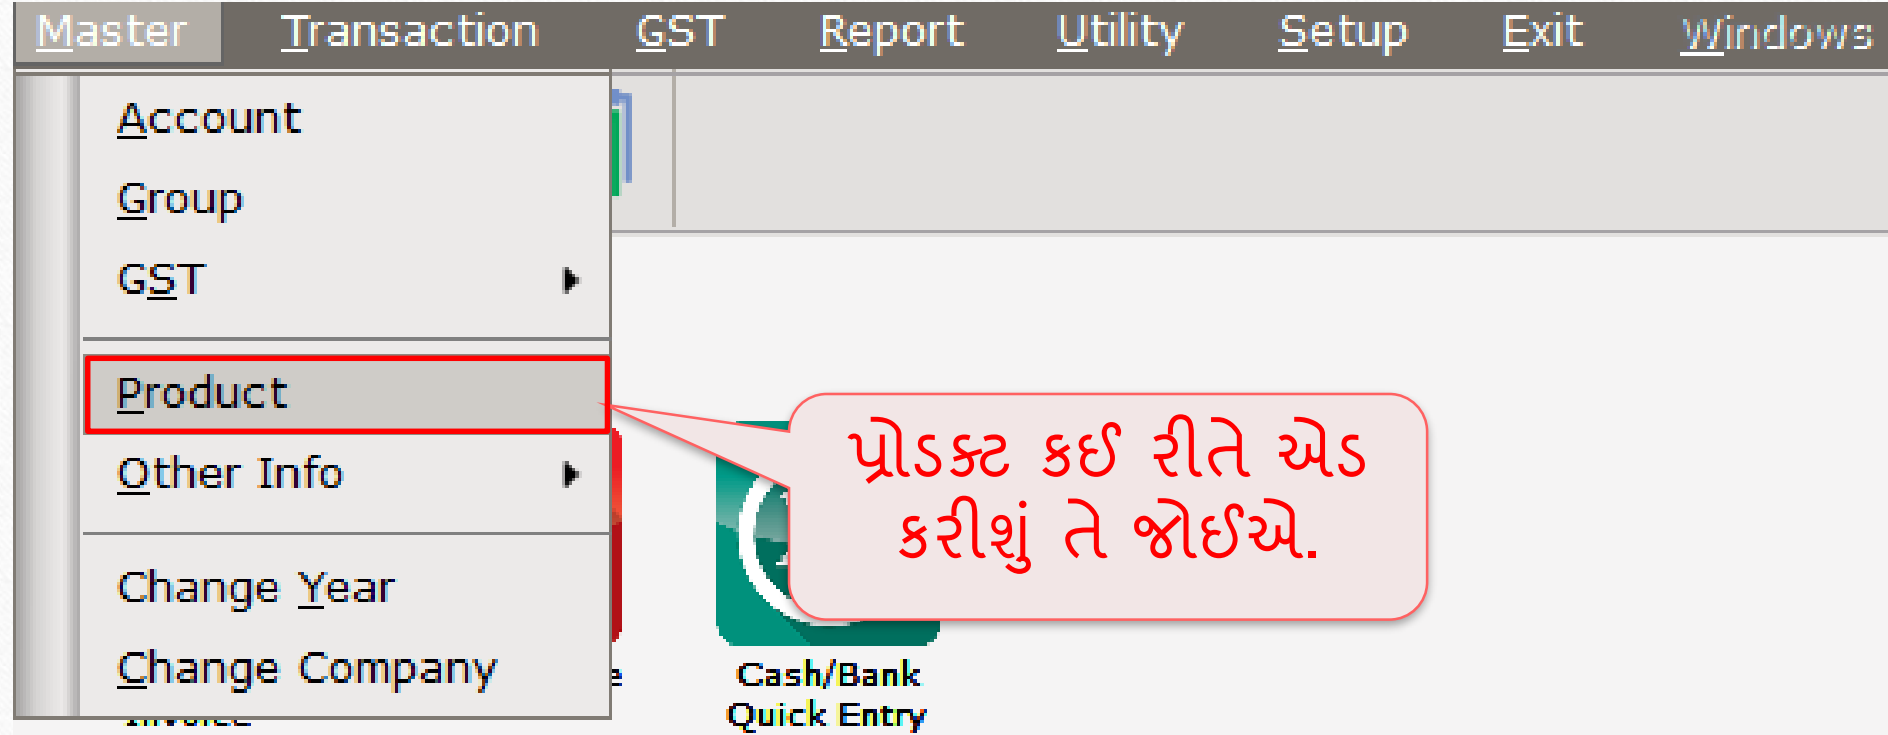 Master Transaction GST Report Utility Setup Exit Windows
Account
Group
GST
Product
Other Info
Change Year
Change Company
પ્રોડક્ટ કઈ રીતે એડ
કરીશું તે જોઈએ.
Cash/Bank
Quick Entry